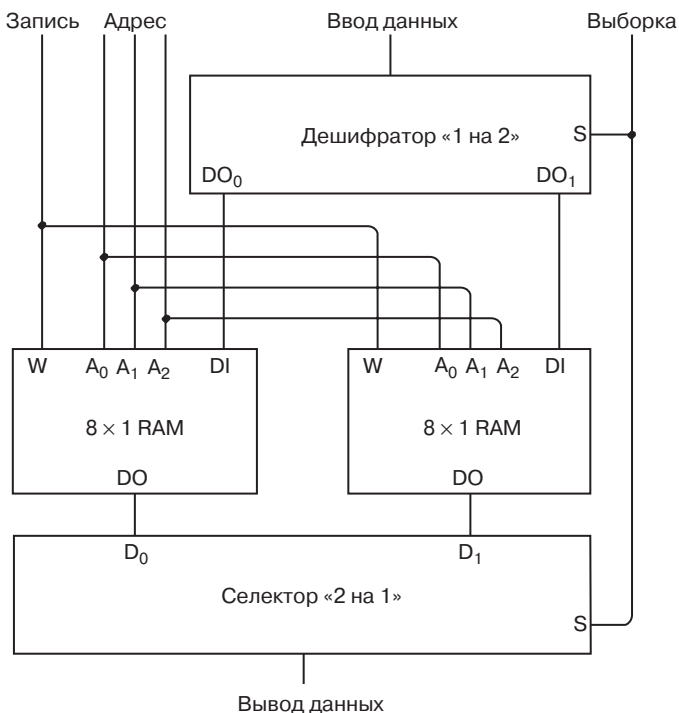 Запись Адрес Ввод данных Выборка
Дешифратор «1 на 2» S
DO₀ DO₁
W A₀ A₁ A₂ DI W A₀ A₁ A₂ DI
8 × 1 RAM 8 × 1 RAM
DO DO
D₀ D₁
Селектор «2 на 1»
S
Вывод данных